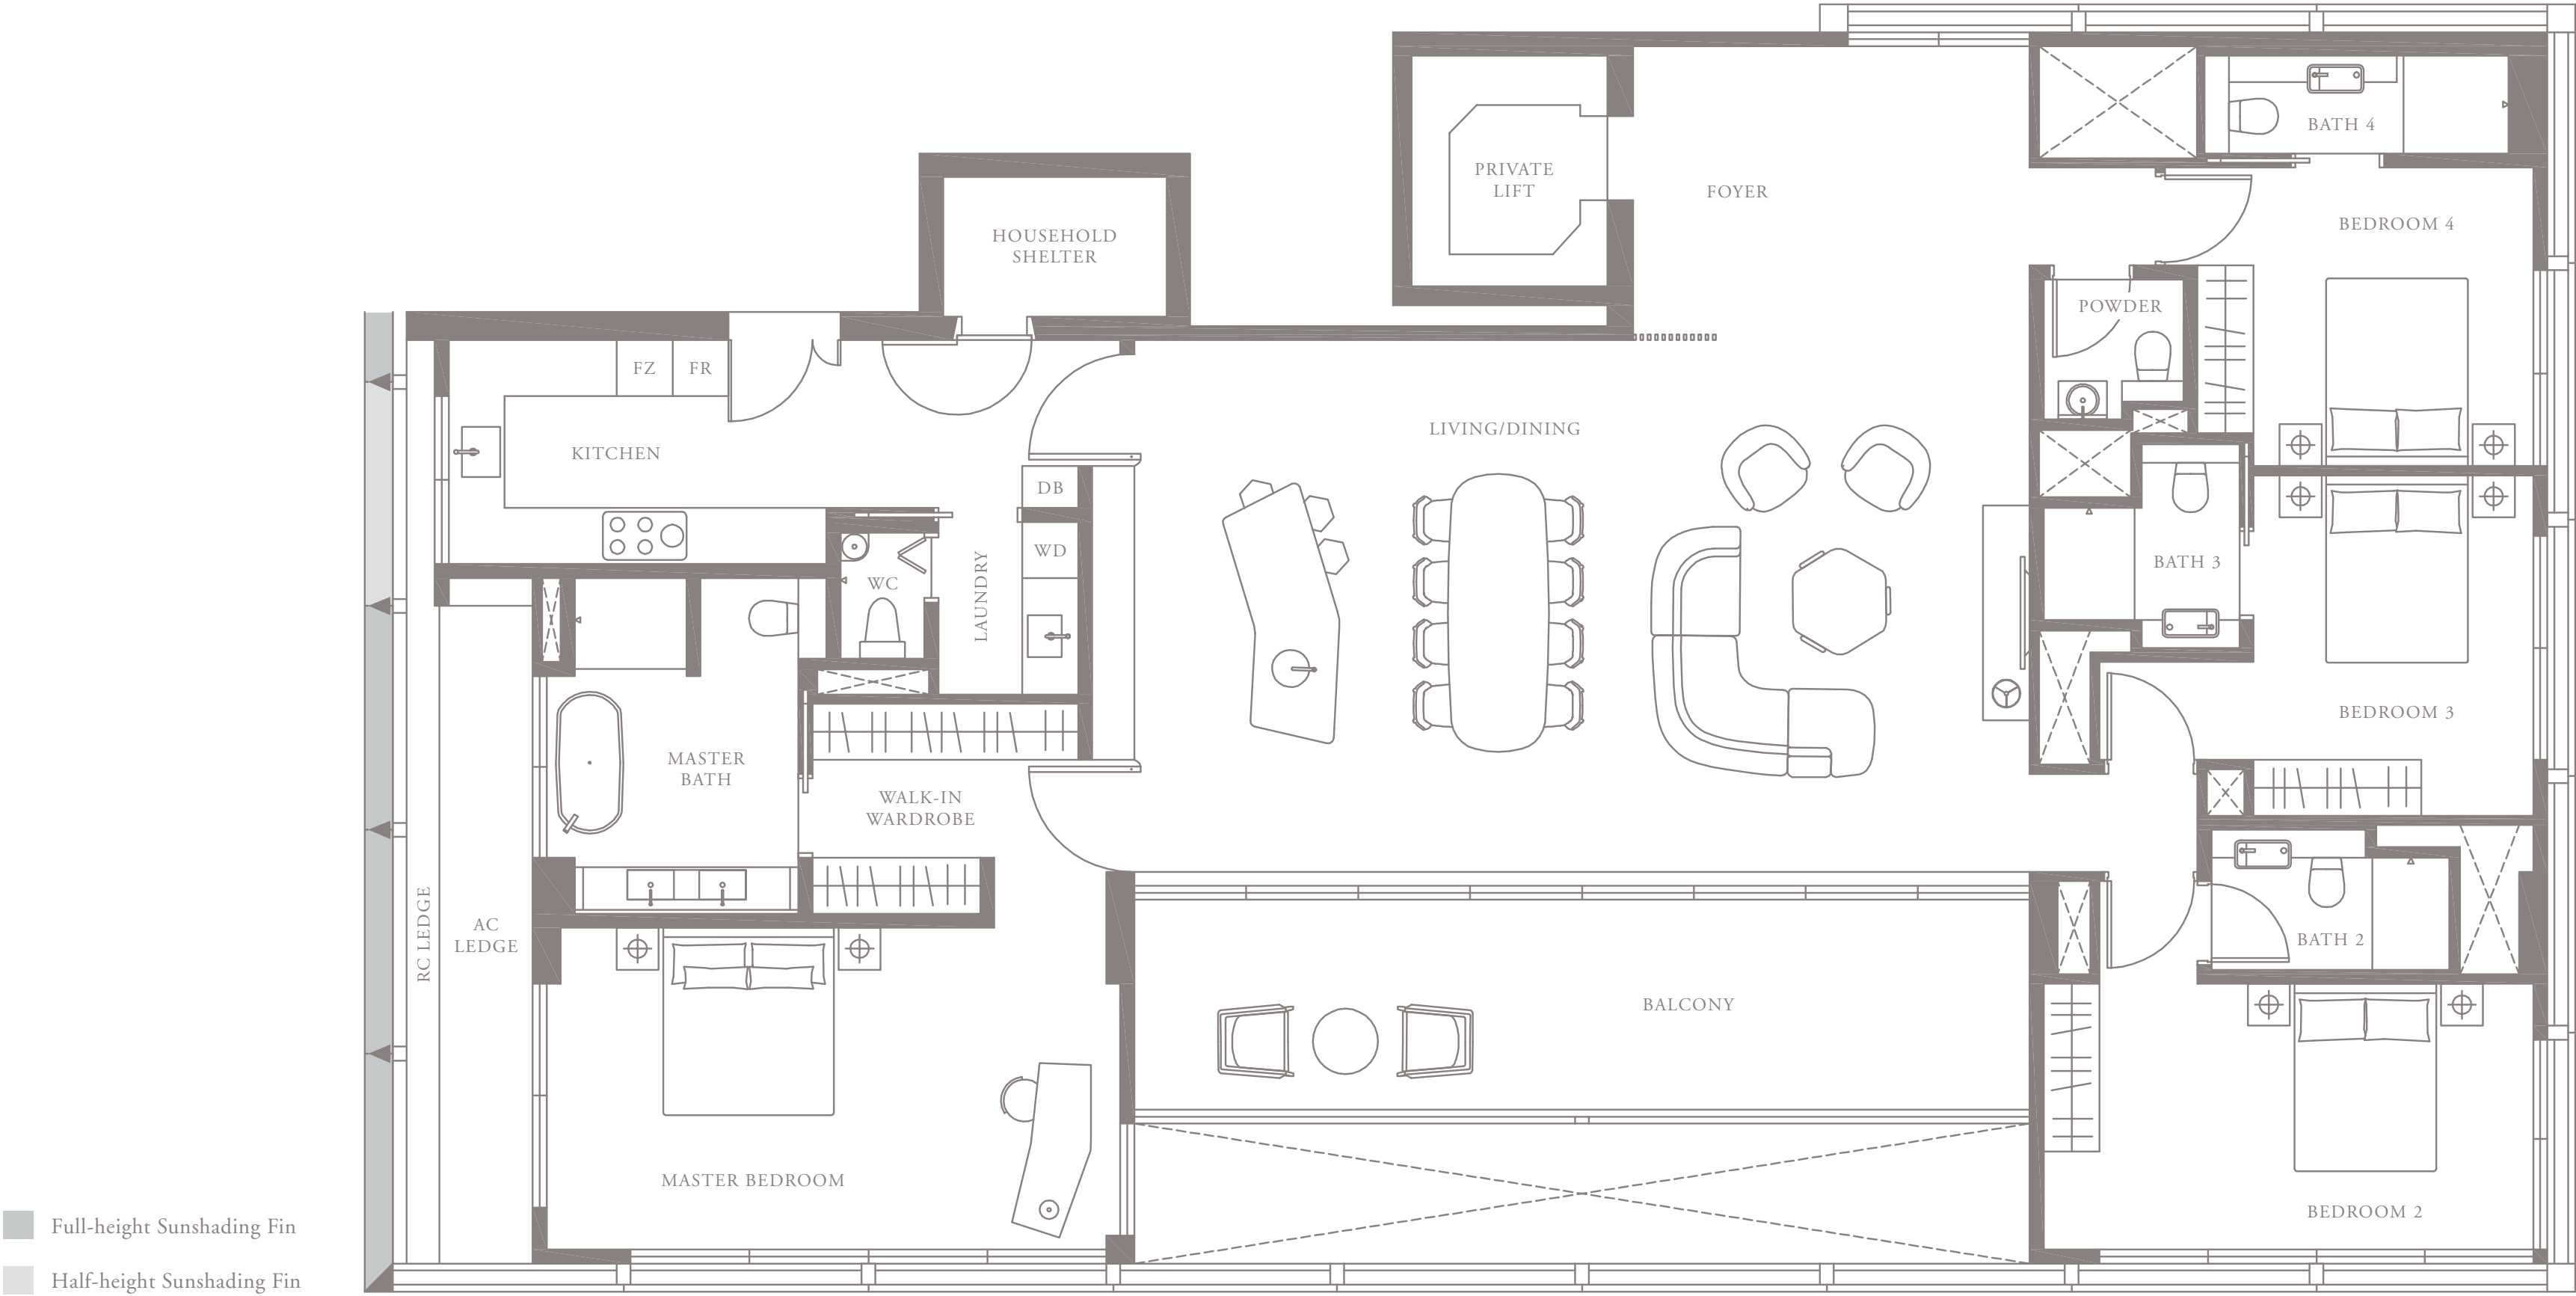 BATH 4
PRIVATE
LIFT
FOYER
BEDROOM 4
HOUSEHOLD
SHELTER
POWDER
FZ
FR
LIVING/DINING
KITCHEN
DB
WD
BATH 3
WC
LAUNDRY
BEDROOM 3
MASTER
BATH
WALK-IN
WARDROBE
RC LEDGE
AC
LEDGE
BATH 2
BALCONY
MASTER BEDROOM
BEDROOM 2
Full-height Sunshading Fin
Half-height Sunshading Fin